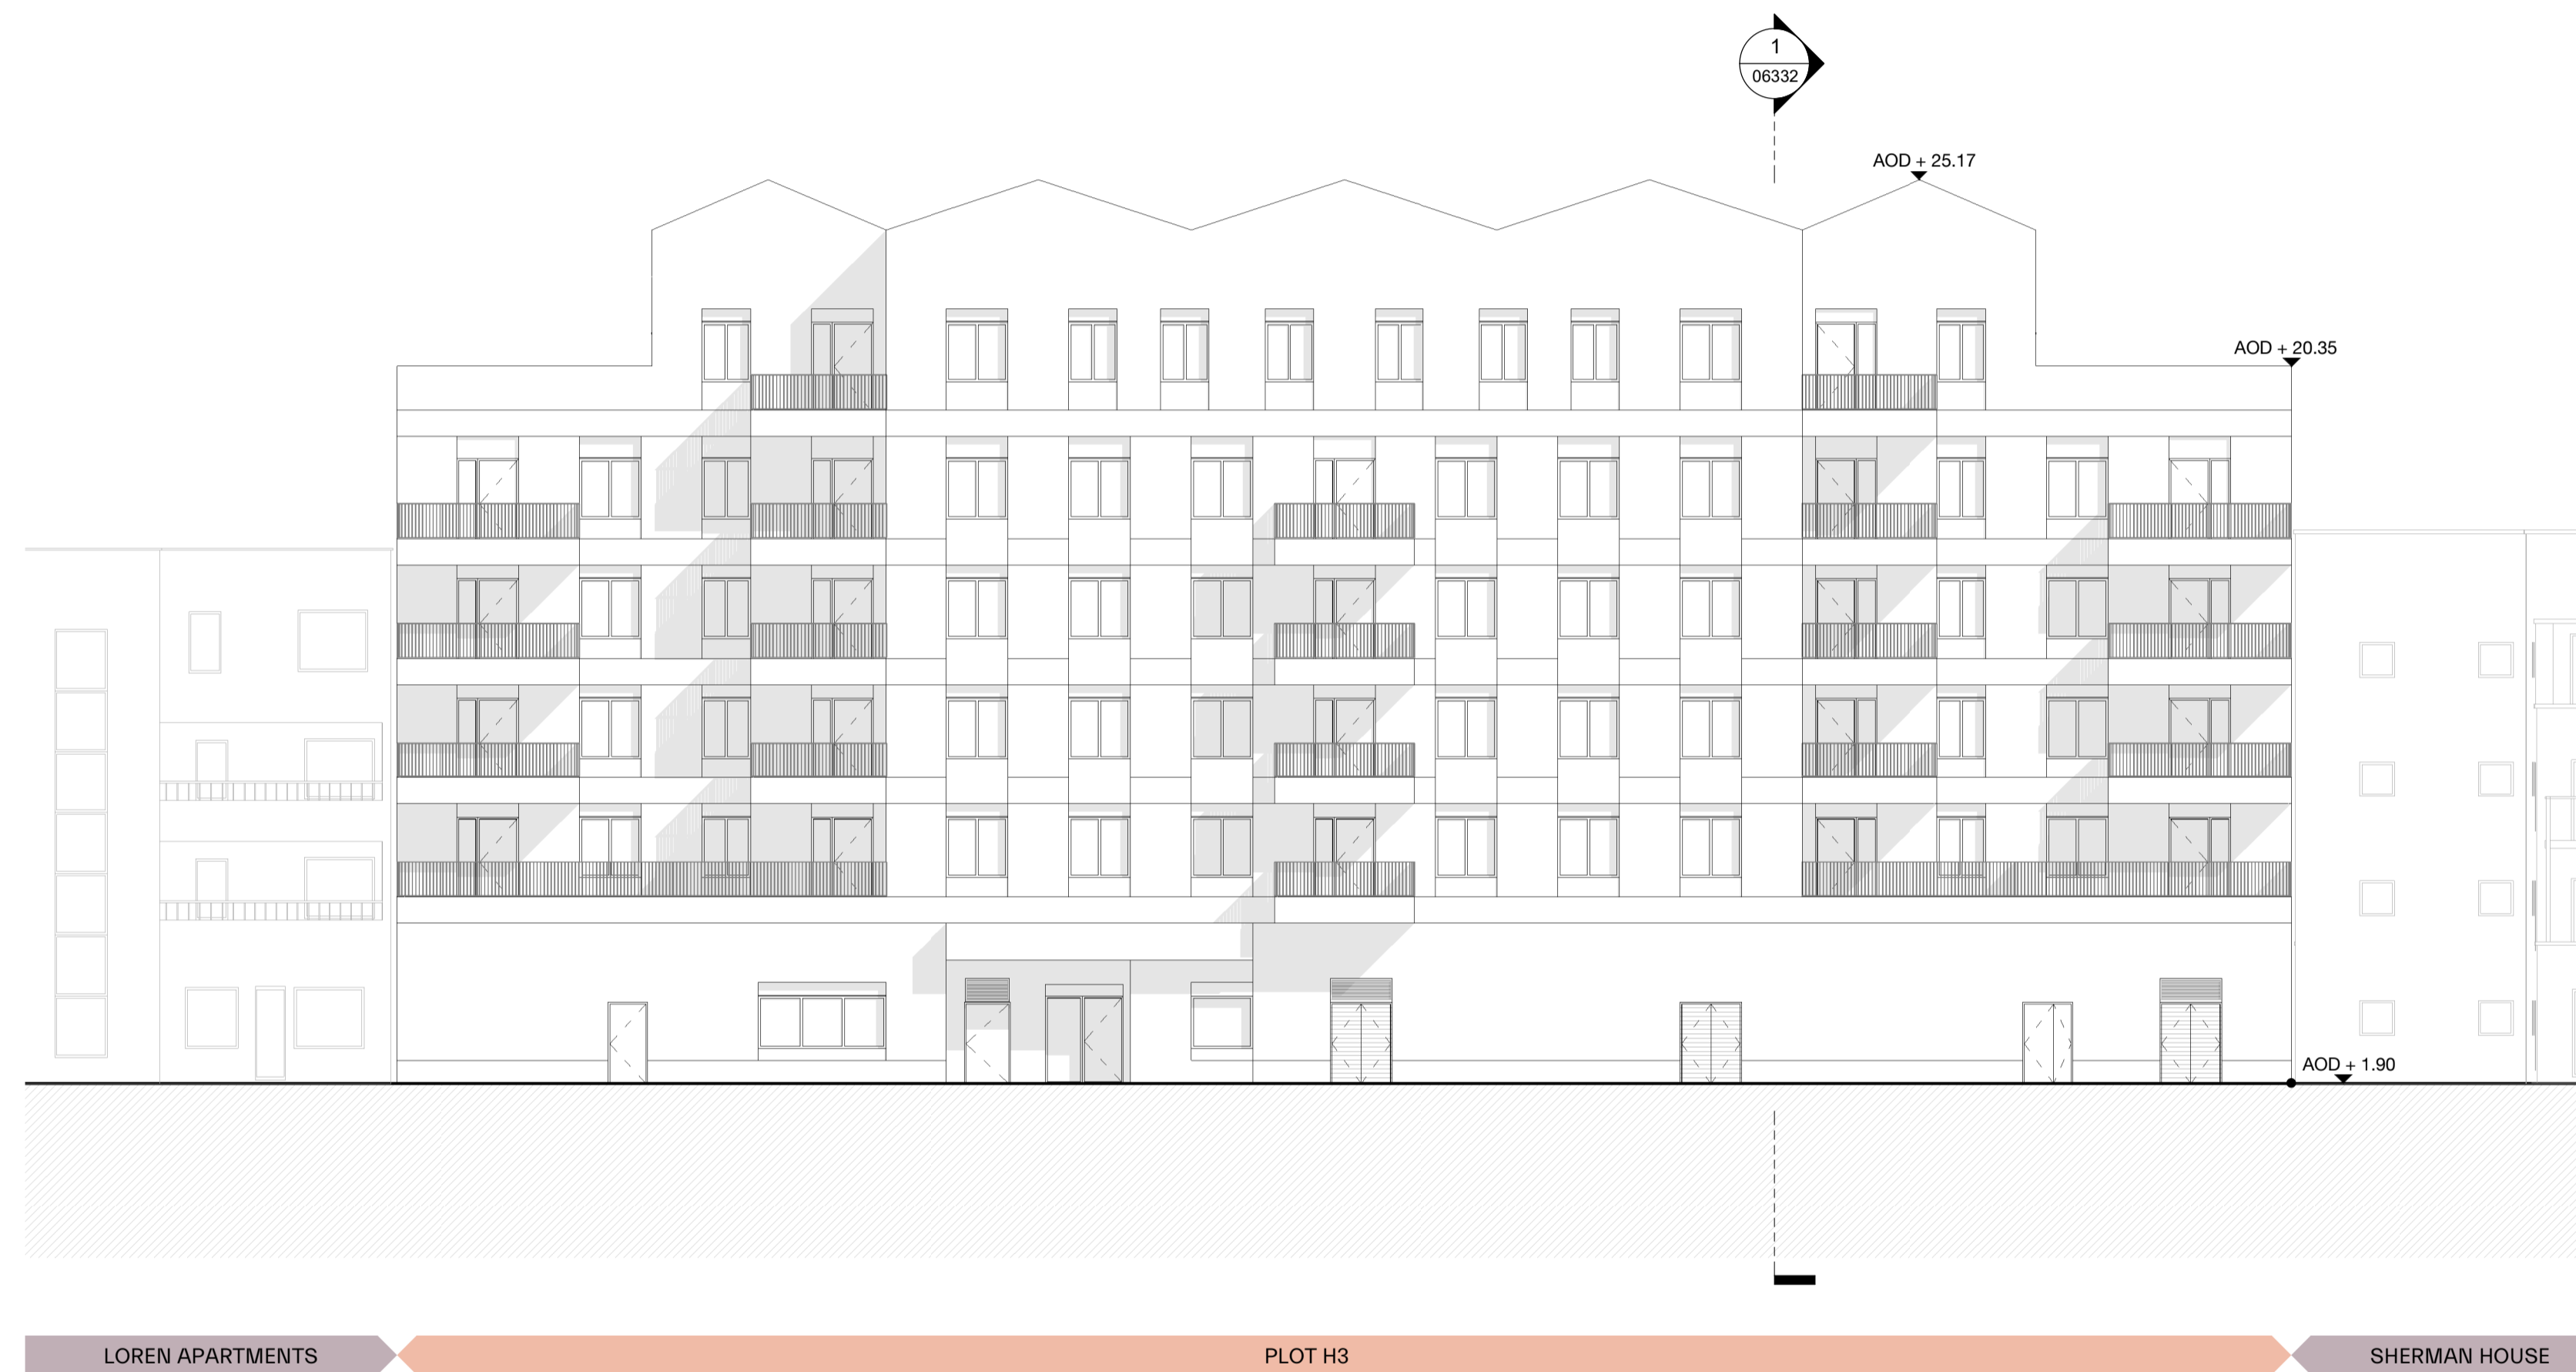 1
06332
AOD + 25.17
AOD + 20.35
AOD + 1.90
LOREN APARTMENTS
PLOT H3
SHERMAN HOUSE